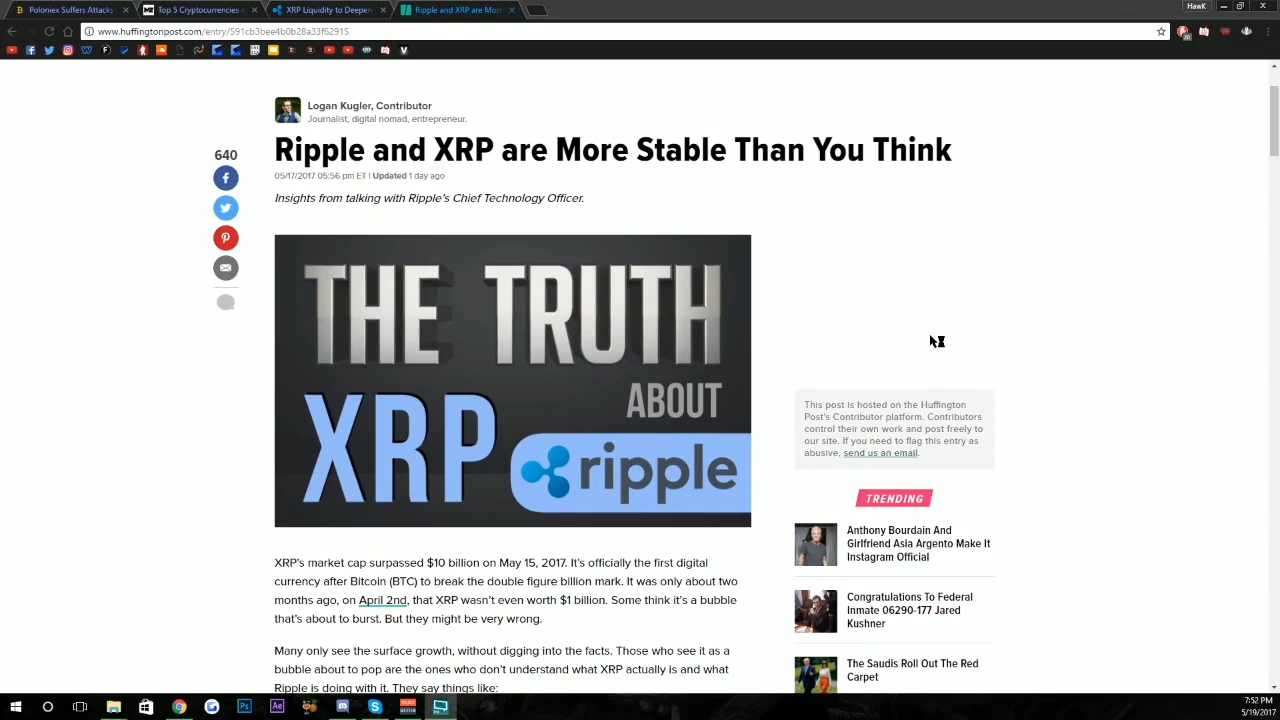 Poloniex Suffers Attacks
Top 5 Cryptocurrencies
XRP Liquidity to Deepen
Ripple and XRP are More
HawK
www.huffingtonpost.com/entry/591cb3bee4b0b28a33f62915
Logan Kugler, Contributor
Journalist, digital nomad, entrepreneur.
Ripple and XRP are More Stable Than You Think
640
05/17/2017 05:56 pm ET | Updated 1 day ago
Insights from talking with Ripple's Chief Technology Officer.
THE TRUTH
ABOUT
XRP
ripple
This post is hosted on the Huffington
Post's Contributor platform. Contributors
control their own work and post freely to
our site. If you need to flag this entry as
abusive, send us an email.
TRENDING
Anthony Bourdain And
Girlfriend Asia Argento Make It
Instagram Official
XRP's market cap surpassed $10 billion on May 15, 2017. It's officially the first digital
currency after Bitcoin (BTC) to break the double figure billion mark. It was only about two
months ago, on April 2nd, that XRP wasn't even worth $1 billion. Some think it's a bubble
that's about to burst. But they might be very wrong.
Congratulations To Federal
Inmate 06290-177 Jared
Kushner
Many only see the surface growth, without digging into the facts. Those who see it as a
bubble about to pop are the ones who don't understand what XRP actually is and what
Ripple is doing with it. They say things like:
The Saudis Roll Out The Red
Carpet
7:52 PM
5/19/2017